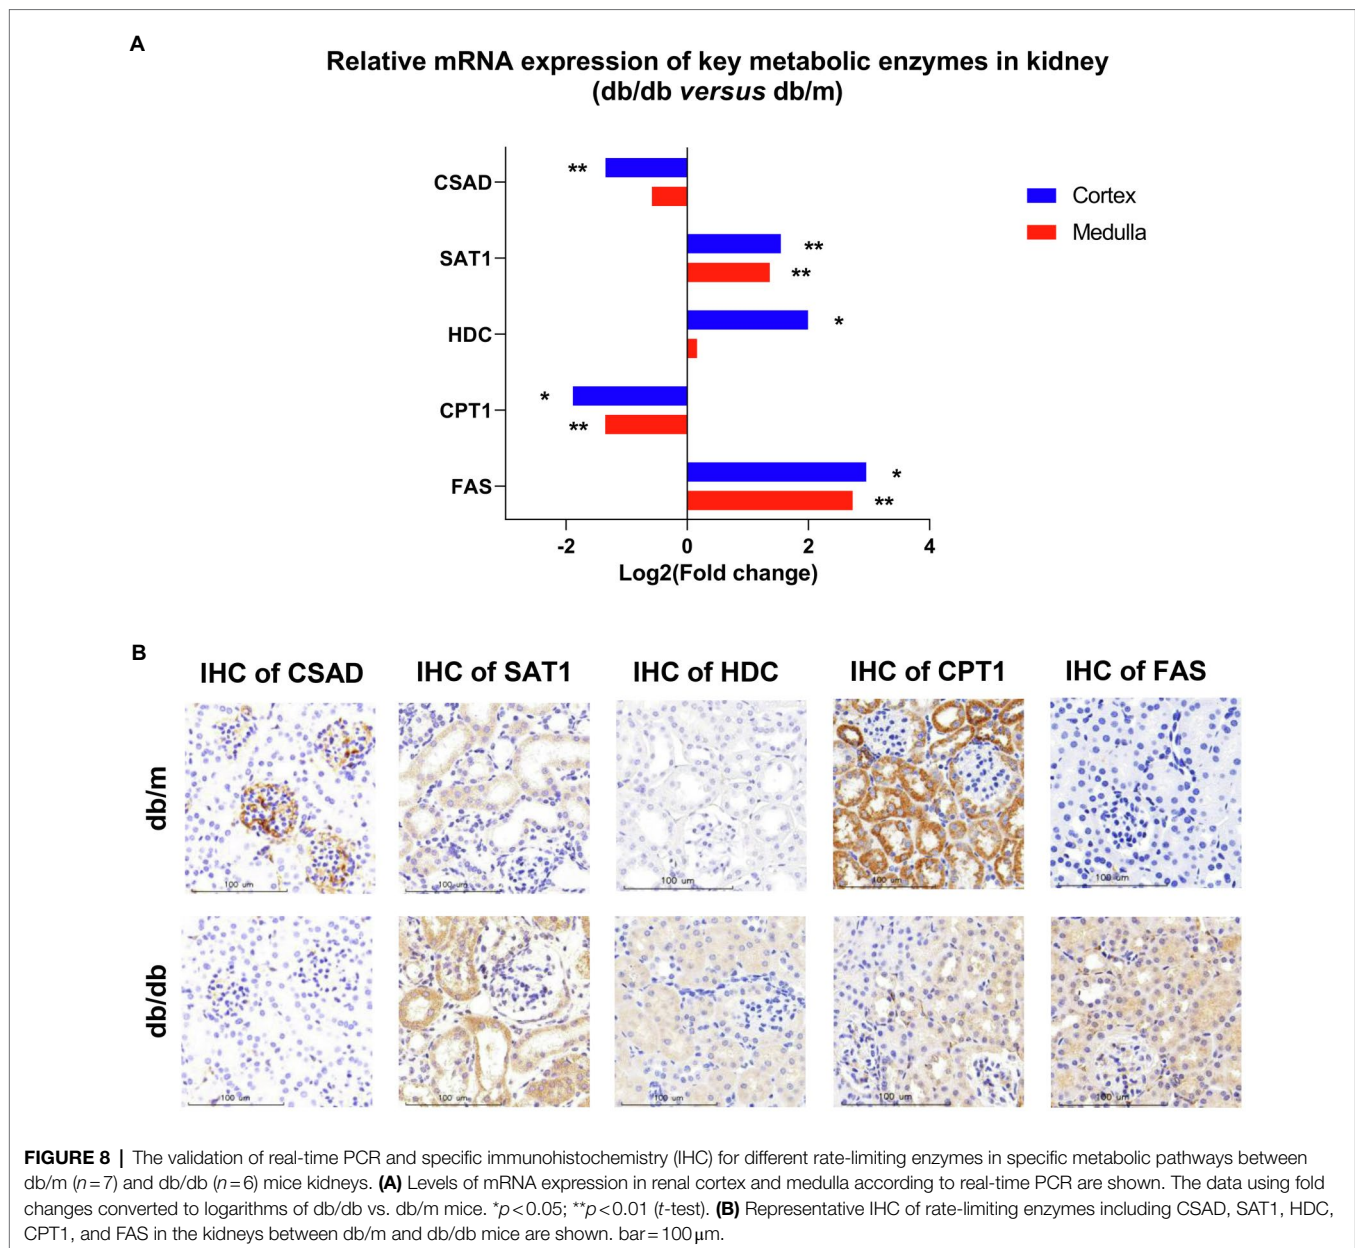 A
Relative mRNA expression of key metabolic enzymes in kidney
(db/db versus db/m)
CSAD
**
SAT1
**
**
HDC
*
CPT1
*
**
FAS
*
**
Cortex
Medulla
-2 0 2 4
Log2(Fold change)
B
IHC of CSAD IHC of SAT1 IHC of HDC IHC of CPT1 IHC of FAS
db/m
100 um 100 um 100 um 100 um 100 um
db/db
100 um 100 um 100 um 100 um 100 um
FIGURE 8 | The validation of real-time PCR and specific immunohistochemistry (IHC) for different rate-limiting enzymes in specific metabolic pathways between
db/m (n=7) and db/db (n=6) mice kidneys. (A) Levels of mRNA expression in renal cortex and medulla according to real-time PCR are shown. The data using fold
changes converted to logarithms of db/db vs. db/m mice. *p<0.05; **p<0.01 (t-test). (B) Representative IHC of rate-limiting enzymes including CSAD, SAT1, HDC,
CPT1, and FAS in the kidneys between db/m and db/db mice are shown. bar=100μm.